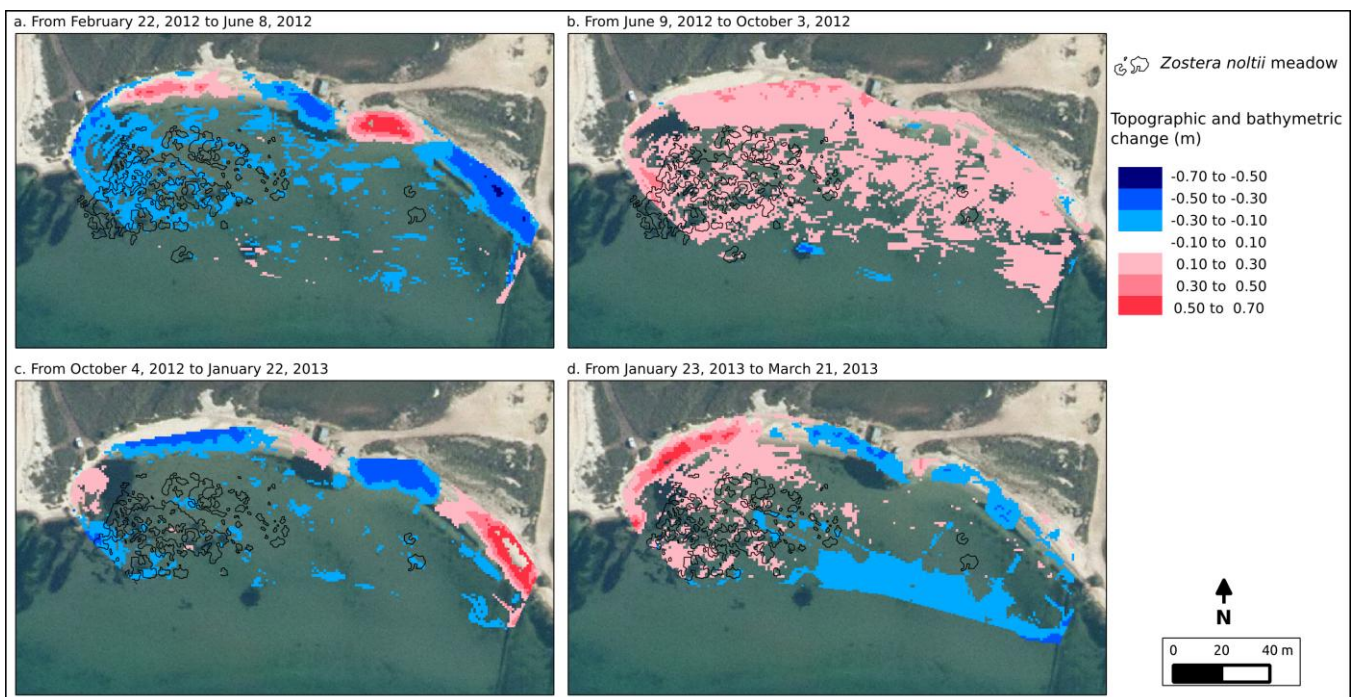 a. From February 22, 2012 to June 8, 2012
b. From June 9, 2012 to October 3, 2012
Zostera noltii meadow
Topographic and bathymetric
change (m)
-0.70 to -0.50
-0.50 to -0.30
-0.30 to -0.10
-0.10 to 0.10
0.10 to 0.30
0.30 to 0.50
0.50 to 0.70
c. From October 4, 2012 to January 22, 2013
d. From January 23, 2013 to March 21, 2013
N
0 20 40 m